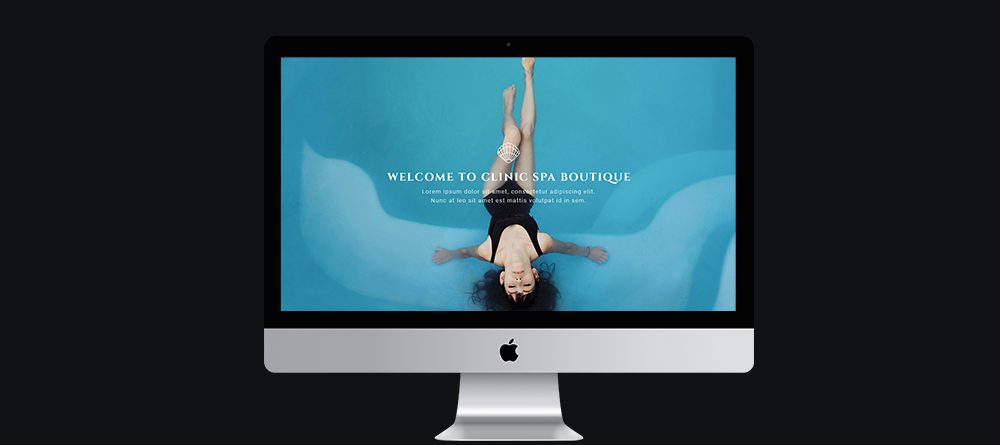 WELCOME TO CLINIC SPA BOUTIQUE
Lorem ipsum dolor sit amet, consectetur adipiscing elit.
Nunc at leo sit amet est mattis volutpat id in sem.